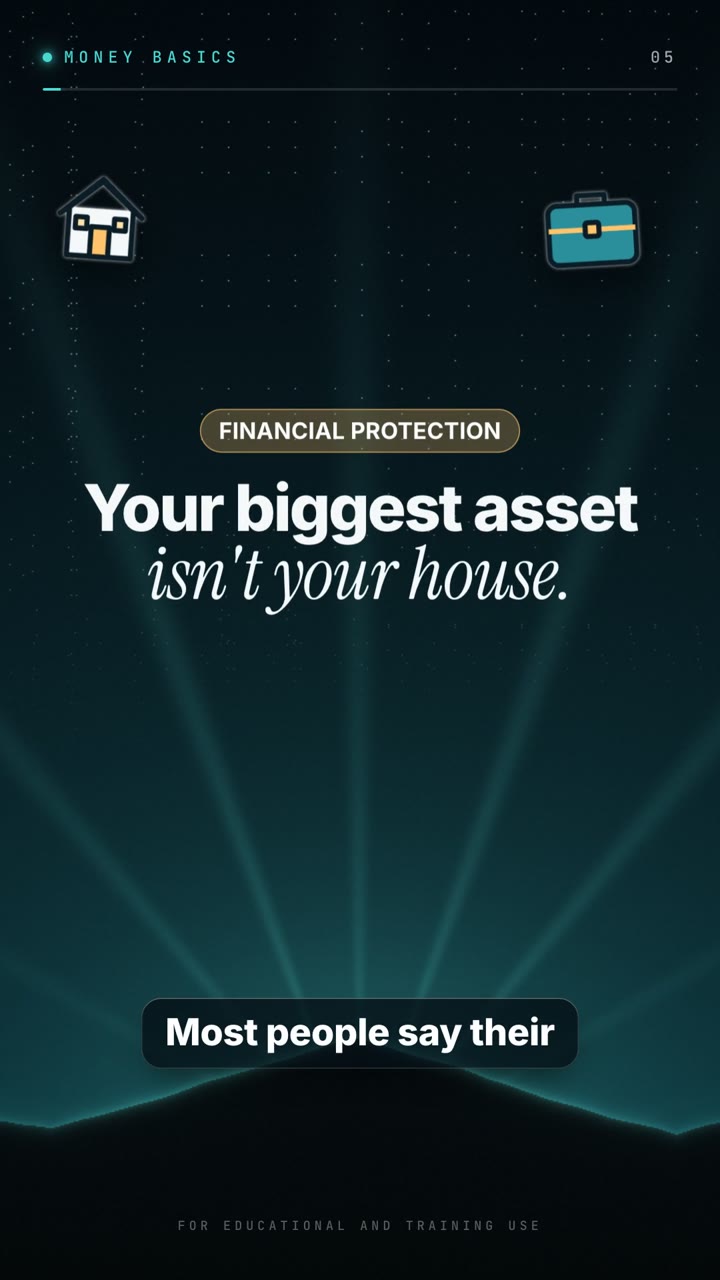 MONEY BASICS
05
FINANCIAL PROTECTION
Your biggest asset
isn't your house.
Most people say their
FOR EDUCATIONAL AND TRAINING USE